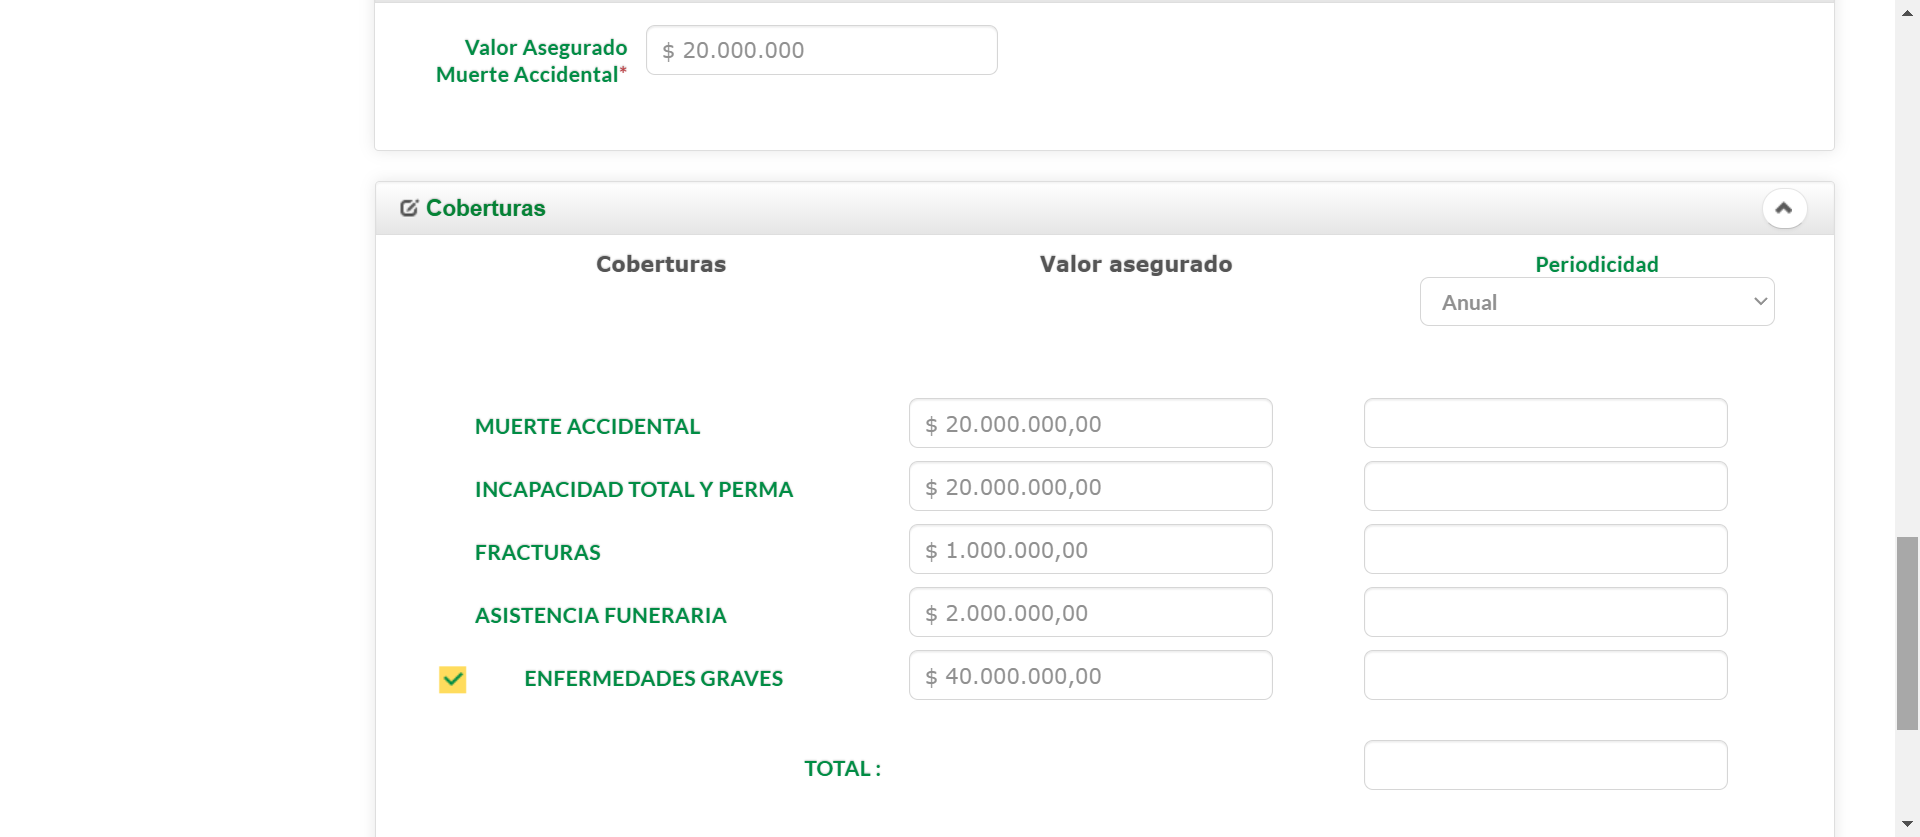 Valor Asegurado
Muerte Accidental*
$ 20.000.000
Coberturas
Coberturas
Valor asegurado
Periodicidad
Anual
MUERTE ACCIDENTAL
$ 20.000.000,00
INCAPACIDAD TOTAL Y PERMA
$ 20.000.000,00
FRACTURAS
$ 1.000.000,00
ASISTENCIA FUNERARIA
$ 2.000.000,00
ENFERMEDADES GRAVES
$ 40.000.000,00
TOTAL :